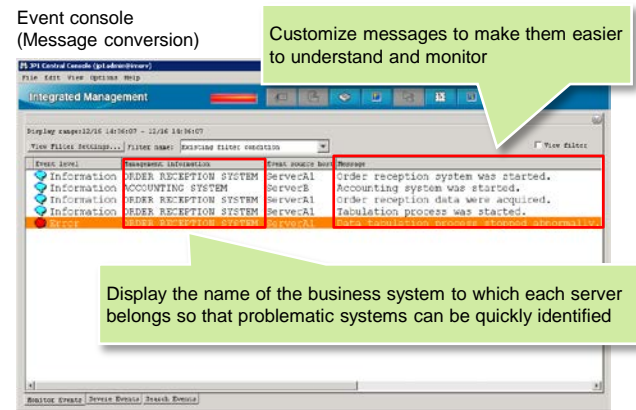 Event console
(Message conversion)
Customize messages to make them easier
to understand and monitor
JP1 Central Console (jp1admin@imsrv)
File Edit View Options Help
Integrated Management
Display range:12/16 14:36:07 - 12/16 14:36:07
View Filter Settings... Filter name: Existing filter condition View filter
Event level Management information Event source host Message
Information ORDER RECEPTION SYSTEM ServerA1 Order reception system was started.
Information ACCOUNTING SYSTEM ServerB Accounting system was started.
Information ORDER RECEPTION SYSTEM ServerA1 Order reception data were acquired.
Information ORDER RECEPTION SYSTEM ServerA1 Tabulation process was started.
Error ORDER RECEPTION SYSTEM ServerA1 Data tabulation process stopped abnormally.
Display the name of the business system to which each server
belongs so that problematic systems can be quickly identified
Monitor Events Severe Events Search Events